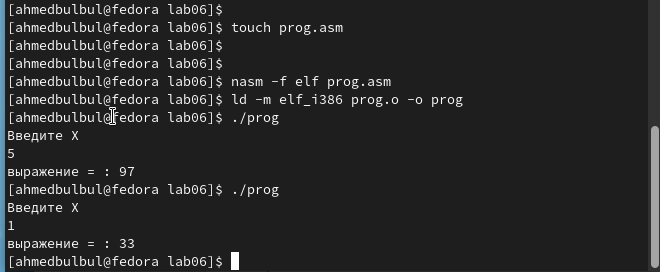 [ahmedbulbul@fedora lab06]$
[ahmedbulbul@fedora lab06]$ touch prog.asm
[ahmedbulbul@fedora lab06]$
[ahmedbulbul@fedora lab06]$
[ahmedbulbul@fedora lab06]$ nasm -f elf prog.asm
[ahmedbulbul@fedora lab06]$ ld -m elf_i386 prog.o -o prog
[ahmedbulbul@fedora lab06]$ ./prog
Введите X
5
выражение = : 97
[ahmedbulbul@fedora lab06]$ ./prog
Введите X
1
выражение = : 33
[ahmedbulbul@fedora lab06]$